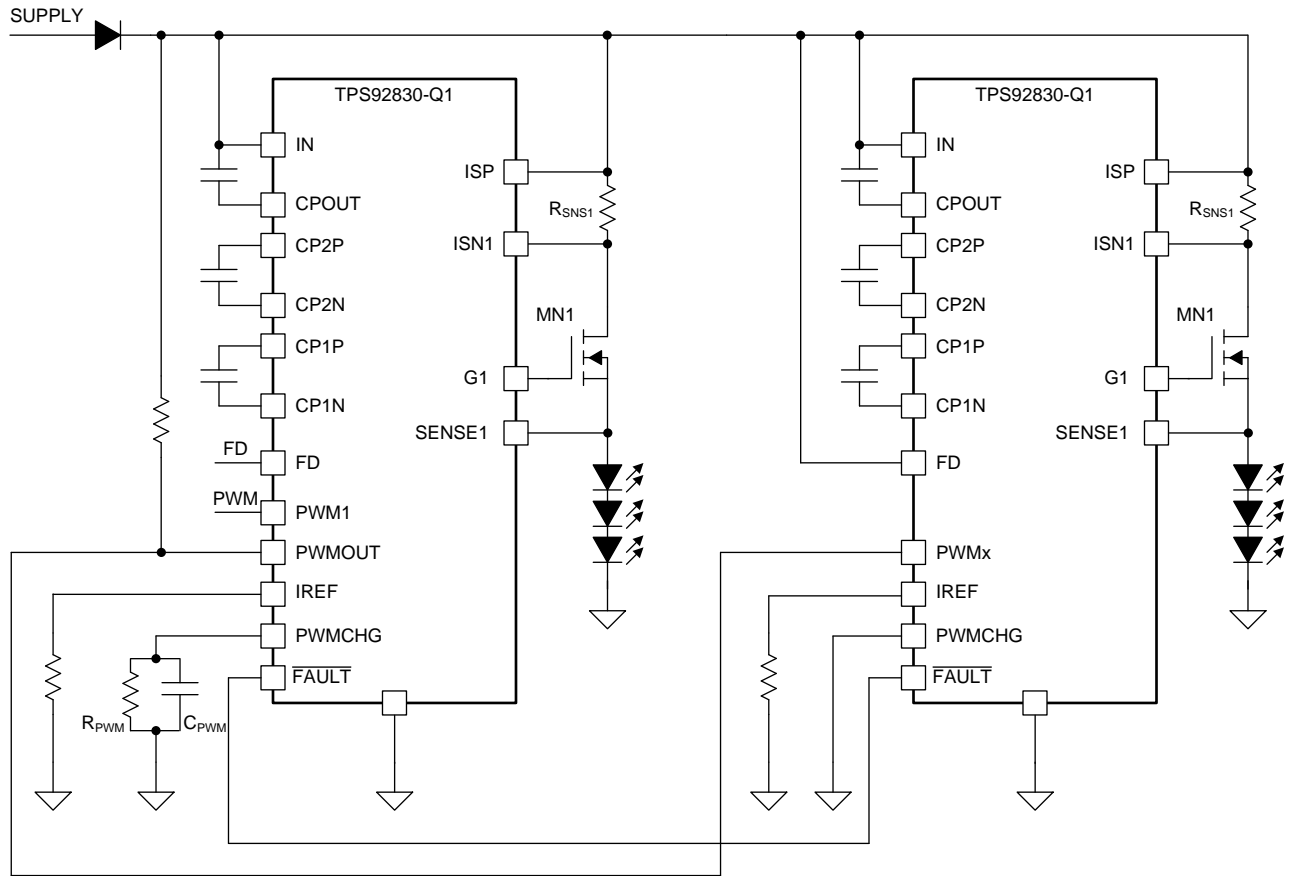 SUPPLY
TPS92830-Q1
IN
CPOUT
CP2P
CP2N
CP1P
CP1N
FD
FD
PWM
PWM1
PWMOUT
IREF
PWMCHG
FAULT
ISP
RSNS1
ISN1
MN1
G1
SENSE1
RPWM
CPWM
TPS92830-Q1
IN
CPOUT
CP2P
CP2N
CP1P
CP1N
FD
PWMx
IREF
PWMCHG
FAULT
ISP
RSNS1
ISN1
MN1
G1
SENSE1